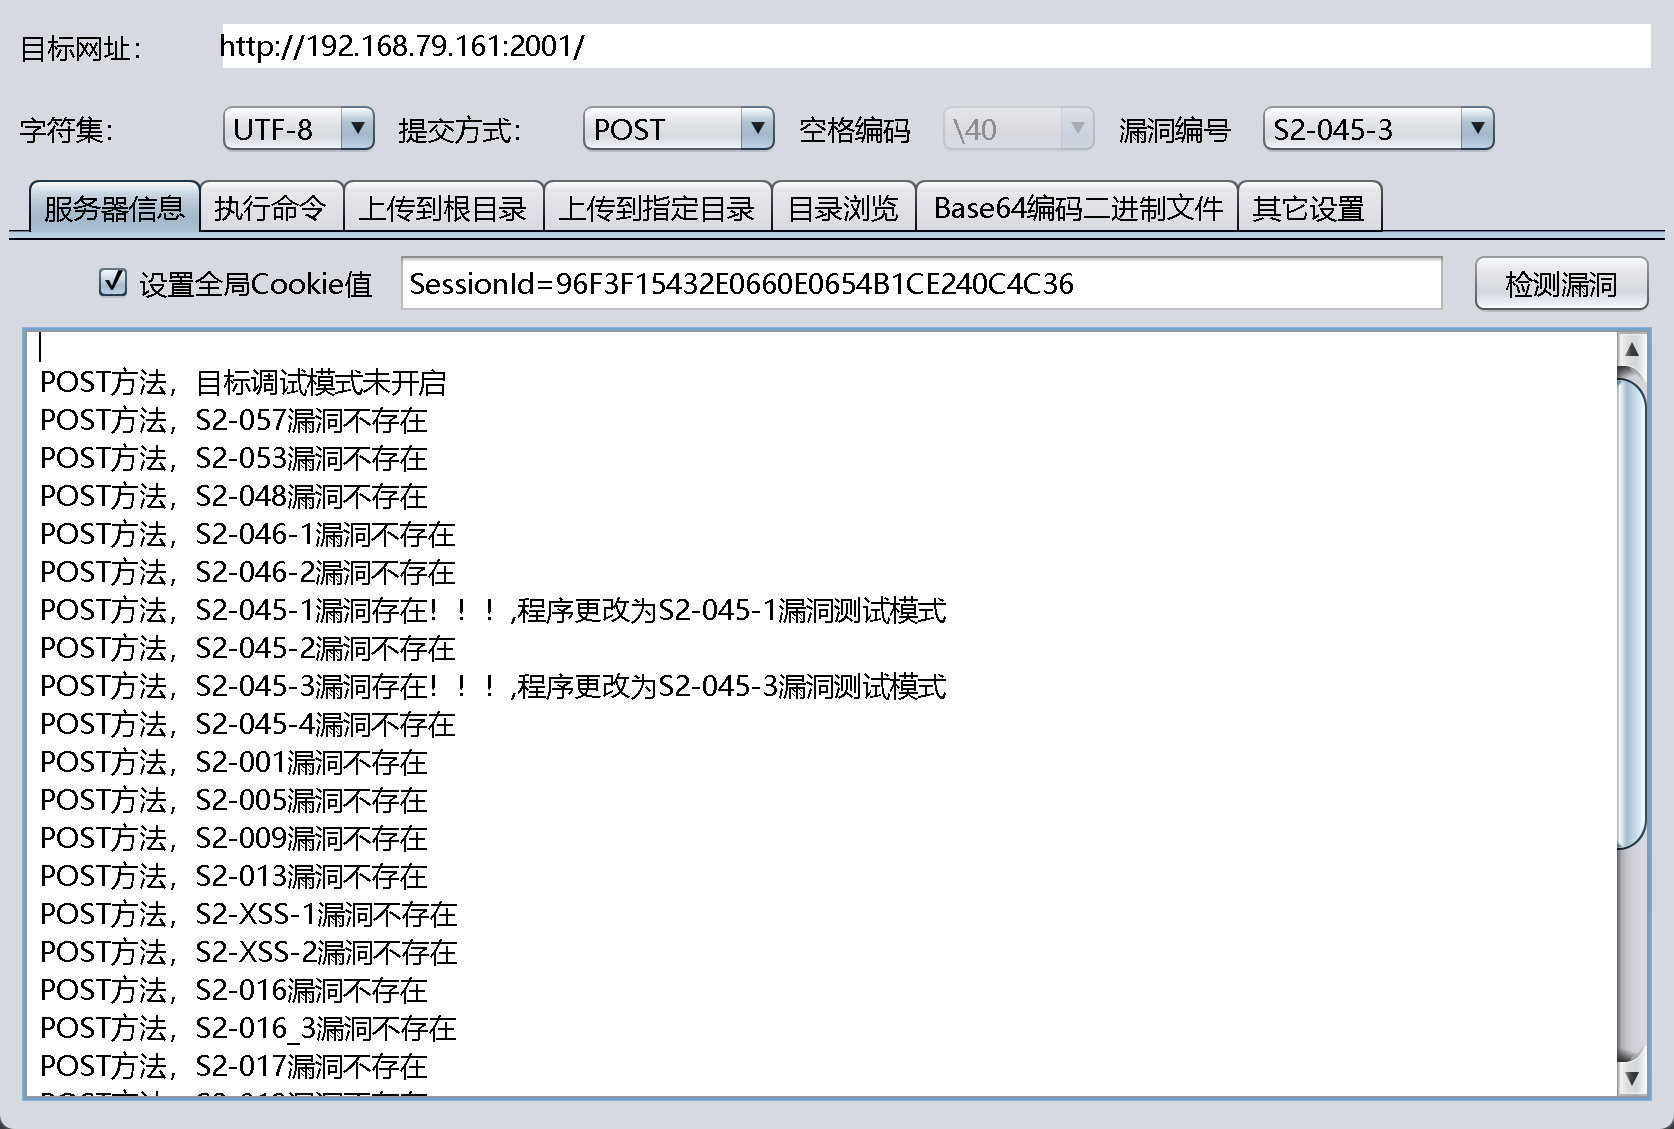 目标网址： http://192.168.79.161:2001/
字符集： UTF-8 提交方式： POST 空格编码 \40 漏洞编号 S2-045-3
服务器信息 执行命令 上传到根目录 上传到指定目录 目录浏览 Base64编码二进制文件 其它设置
设置全局Cookie值 SessionId=96F3F15432E0660E0654B1CE240C4C36 检测漏洞
POST方法，目标调试模式未开启
POST方法，S2-057漏洞不存在
POST方法，S2-053漏洞不存在
POST方法，S2-048漏洞不存在
POST方法，S2-046-1漏洞不存在
POST方法，S2-046-2漏洞不存在
POST方法，S2-045-1漏洞存在！！！,程序更改为S2-045-1漏洞测试模式
POST方法，S2-045-2漏洞不存在
POST方法，S2-045-3漏洞存在！！！,程序更改为S2-045-3漏洞测试模式
POST方法，S2-045-4漏洞不存在
POST方法，S2-001漏洞不存在
POST方法，S2-005漏洞不存在
POST方法，S2-009漏洞不存在
POST方法，S2-013漏洞不存在
POST方法，S2-XSS-1漏洞不存在
POST方法，S2-XSS-2漏洞不存在
POST方法，S2-016漏洞不存在
POST方法，S2-016_3漏洞不存在
POST方法，S2-017漏洞不存在